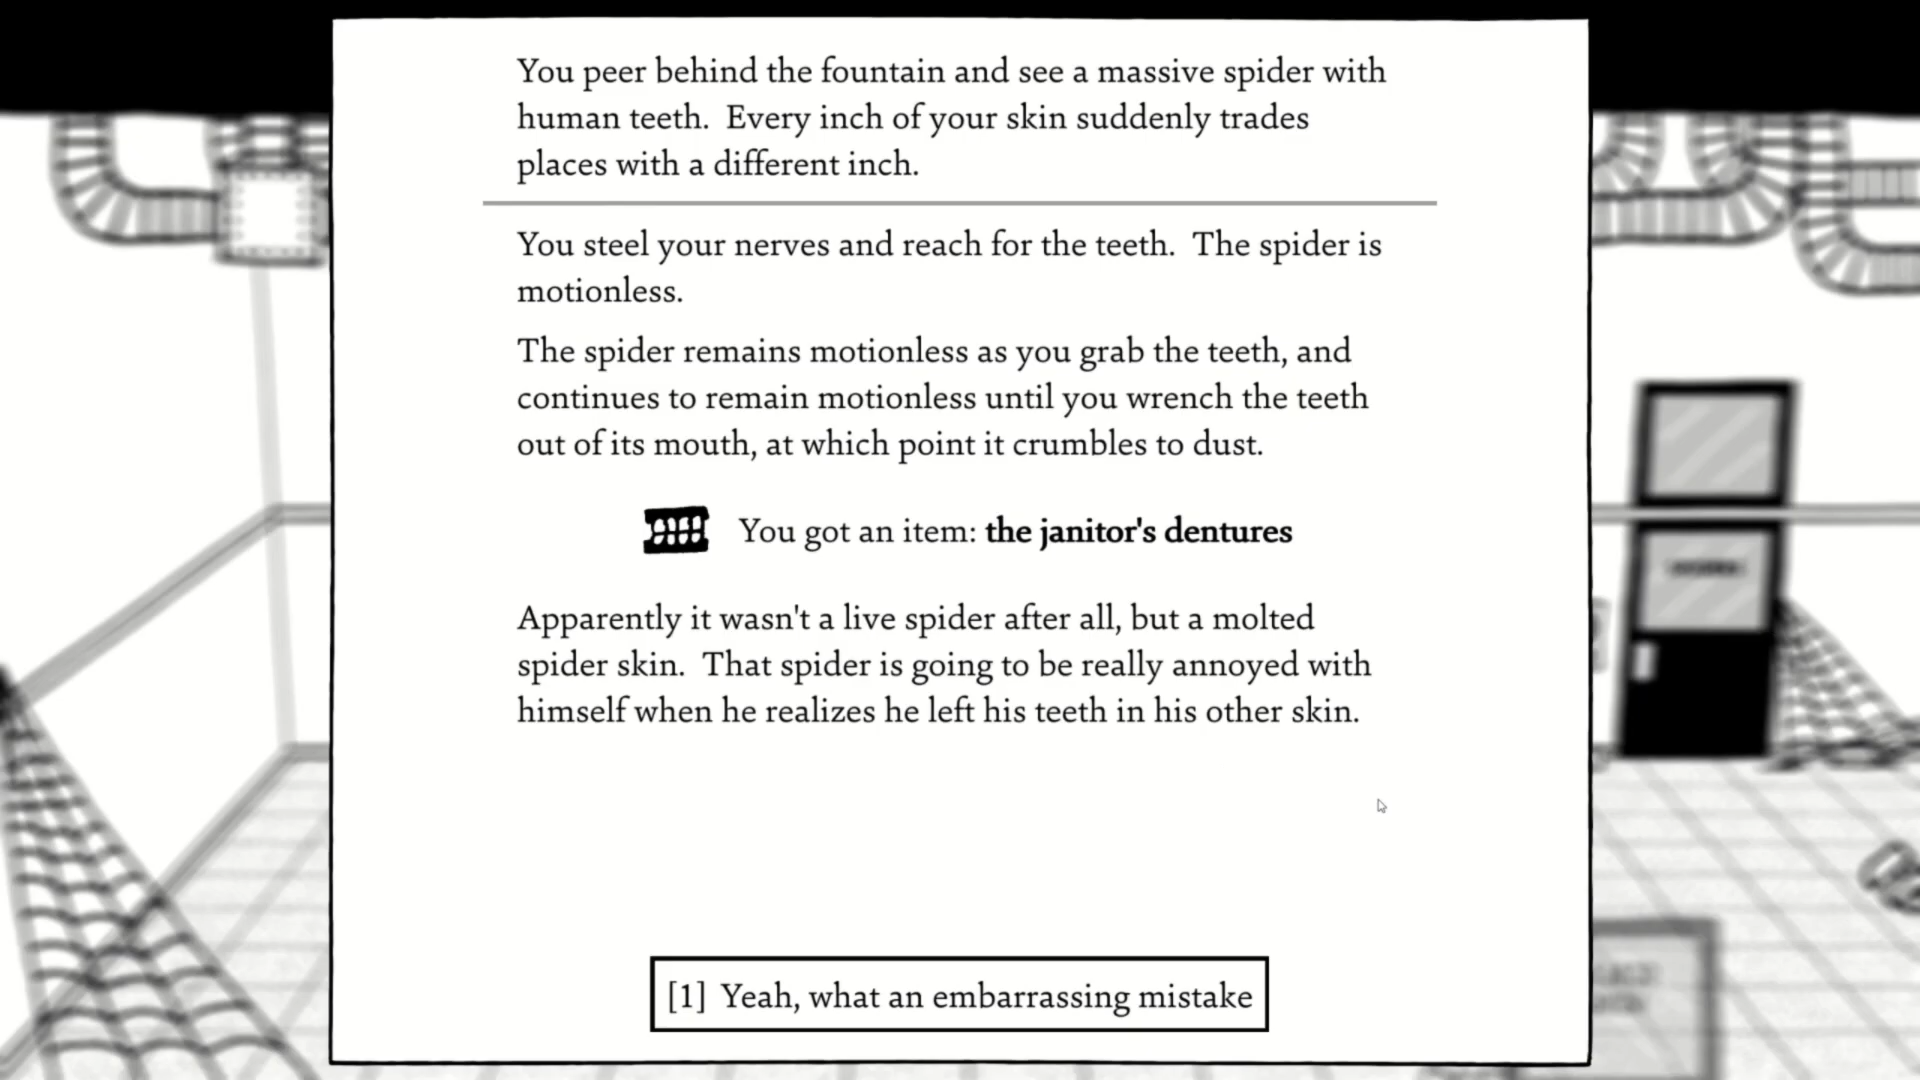 You peer behind the fountain and see a massive spider with
human teeth.  Every inch of your skin suddenly trades
places with a different inch.
You steel your nerves and reach for the teeth.  The spider is
motionless.
The spider remains motionless as you grab the teeth, and
continues to remain motionless until you wrench the teeth
out of its mouth, at which point it crumbles to dust.
You got an item: the janitor's dentures
Apparently it wasn't a live spider after all, but a molted
spider skin.  That spider is going to be really annoyed with
himself when he realizes he left his teeth in his other skin.
[1]  Yeah, what an embarrassing mistake